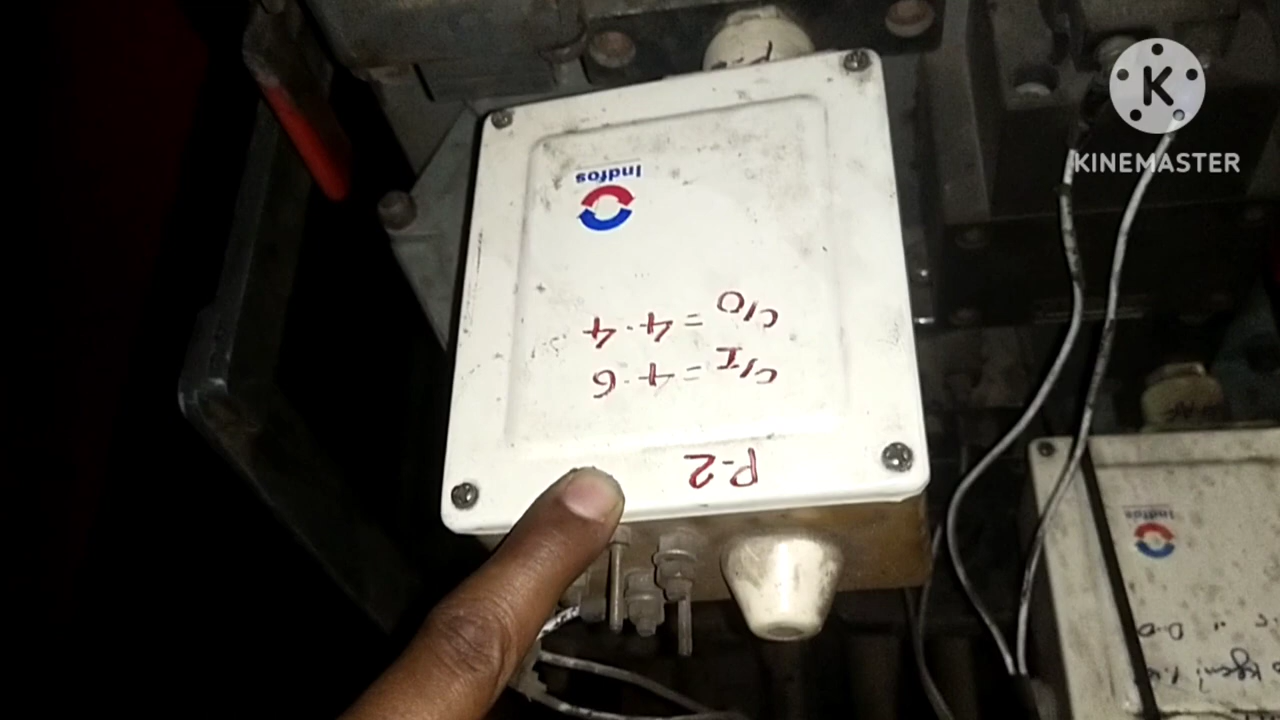 P-2
C/I = 4.6
C/O = 4.4
Indfos
Indfos
KINEMASTER